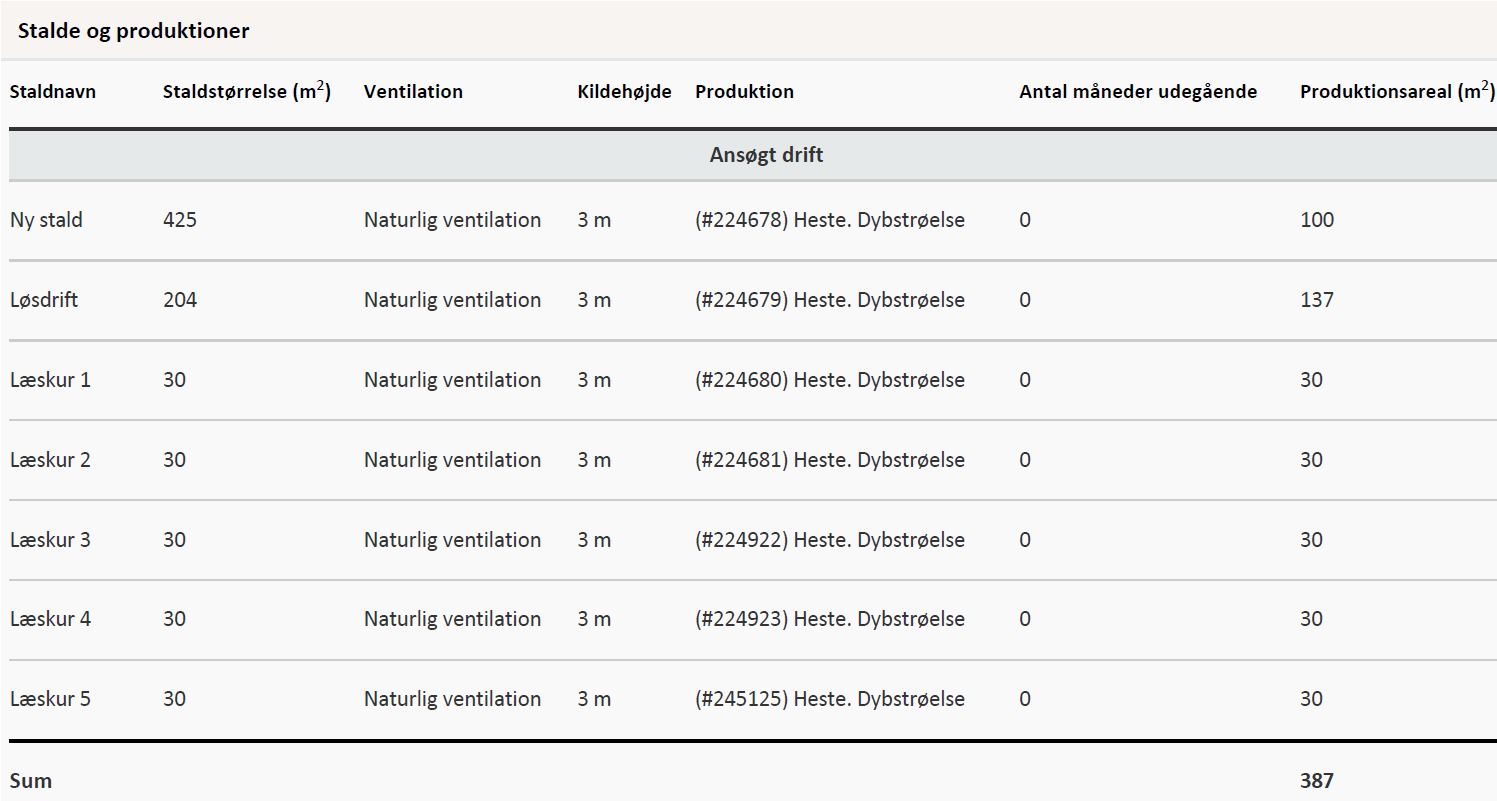 Stalde og produktioner
Staldnavn Staldstørrelse (m²) Ventilation Kildehøjde Produktion Antal måneder udegående Produktionsareal (m²)
Ansøgt drift
Ny stald 425 Naturlig ventilation 3 m (#224678) Heste. Dybstrøelse 0 100
Løsdrift 204 Naturlig ventilation 3 m (#224679) Heste. Dybstrøelse 0 137
Læskur 1 30 Naturlig ventilation 3 m (#224680) Heste. Dybstrøelse 0 30
Læskur 2 30 Naturlig ventilation 3 m (#224681) Heste. Dybstrøelse 0 30
Læskur 3 30 Naturlig ventilation 3 m (#224922) Heste. Dybstrøelse 0 30
Læskur 4 30 Naturlig ventilation 3 m (#224923) Heste. Dybstrøelse 0 30
Læskur 5 30 Naturlig ventilation 3 m (#245125) Heste. Dybstrøelse 0 30
Sum 387